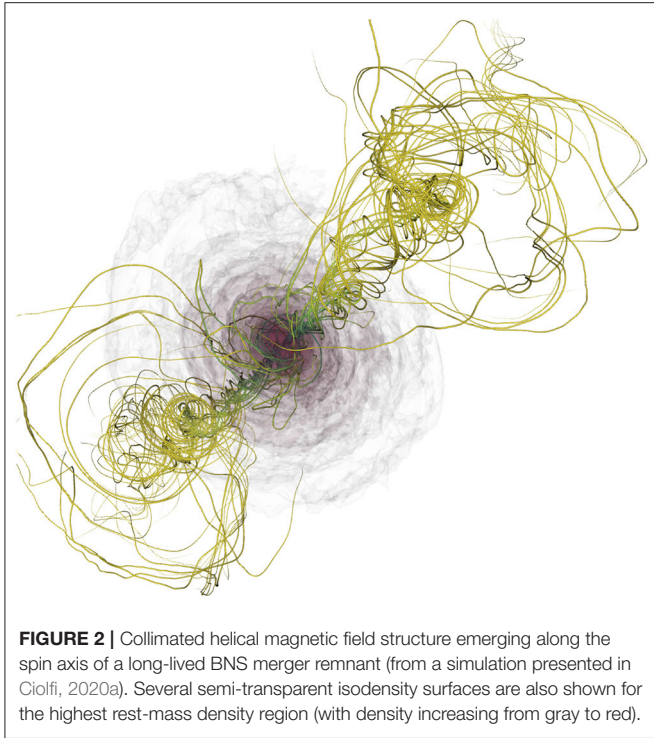 FIGURE 2 | Collimated helical magnetic field structure emerging along the
spin axis of a long-lived BNS merger remnant (from a simulation presented in
Ciolfi, 2020a). Several semi-transparent isodensity surfaces are also shown for
the highest rest-mass density region (with density increasing from gray to red).